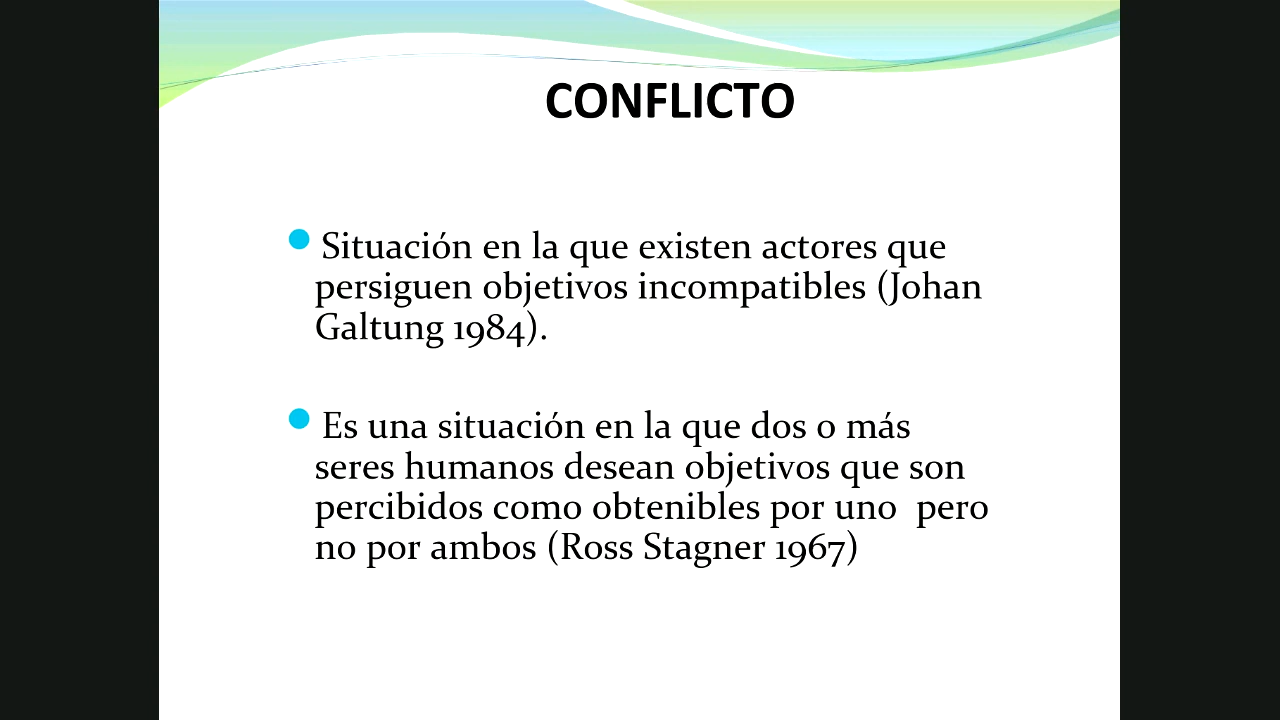 CONFLICTO
Situación en la que existen actores que
persiguen objetivos incompatibles (Johan
Galtung 1984).
Es una situación en la que dos o más
seres humanos desean objetivos que son
percibidos como obtenibles por uno  pero
no por ambos (Ross Stagner 1967)